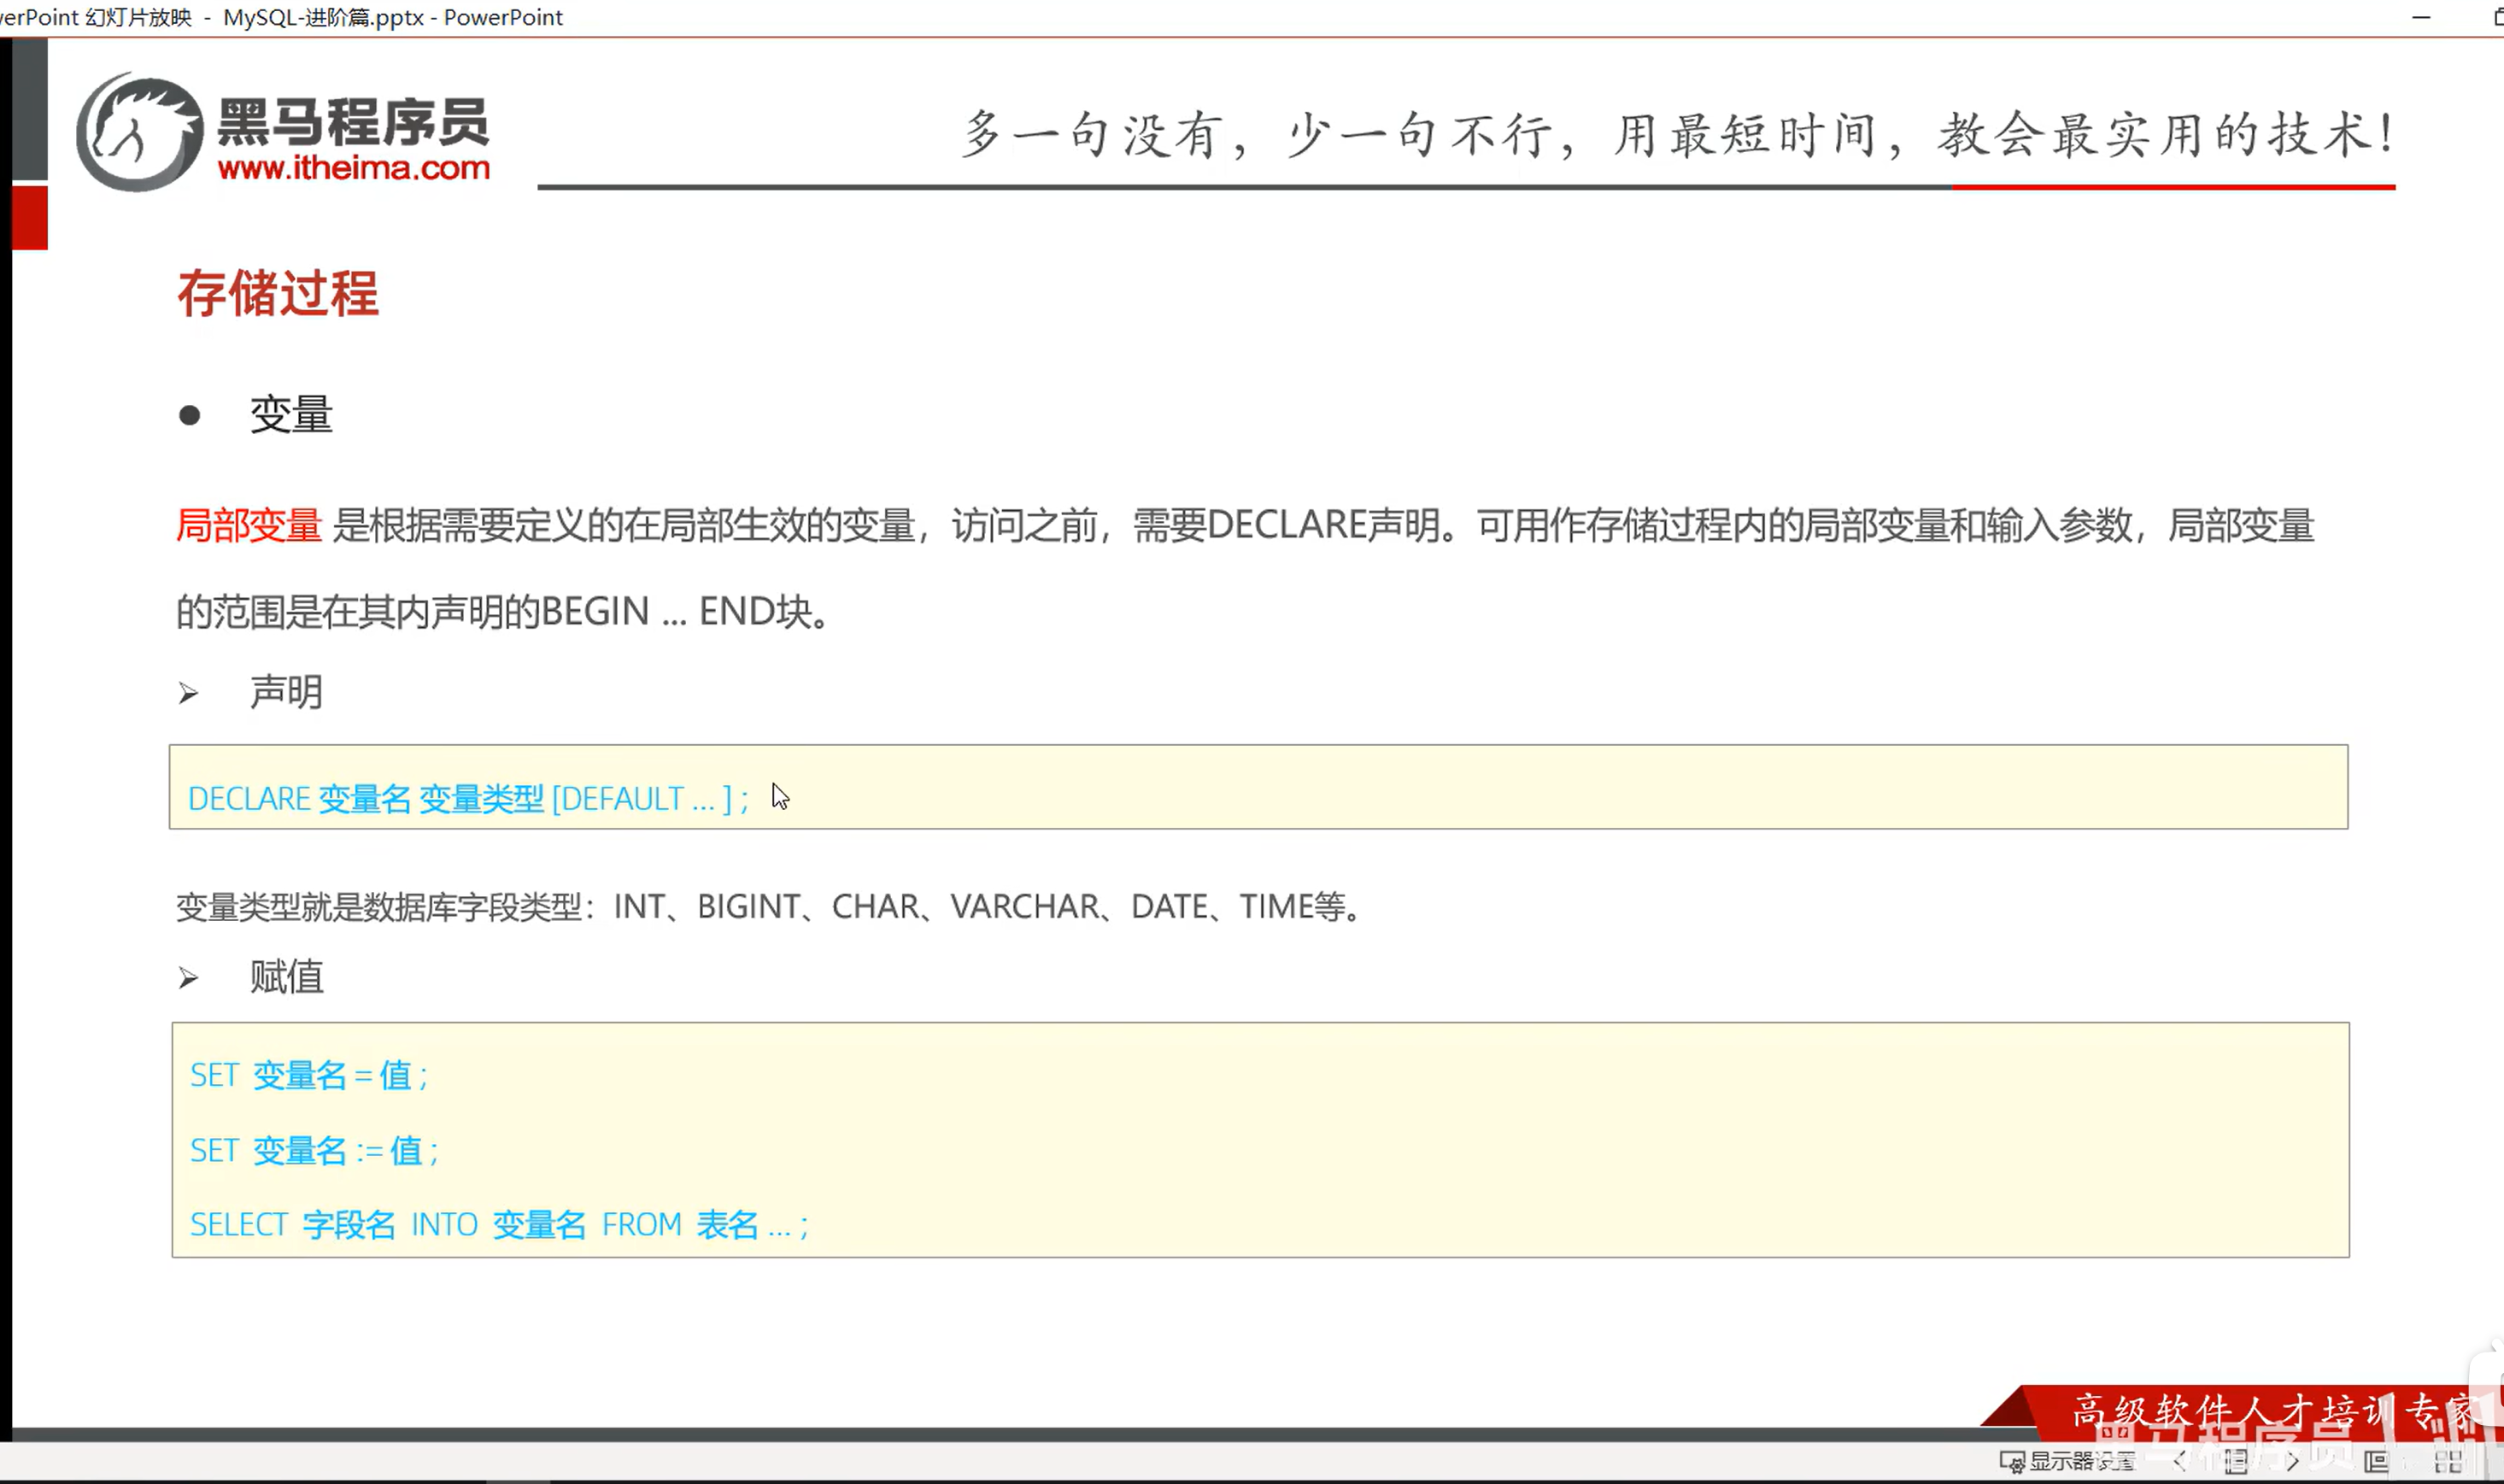 erPoint 幻灯片放映 - MySQL-进阶篇.pptx - PowerPoint
黑马程序员
www.itheima.com
多一句没有，少一句不行，用最短时间，教会最实用的技术！
存储过程
● 变量
局部变量 是根据需要定义的在局部生效的变量，访问之前，需要DECLARE声明。可用作存储过程内的局部变量和输入参数，局部变量
的范围是在其内声明的BEGIN ... END块。
➢ 声明
DECLARE 变量名 变量类型 [DEFAULT ... ] ;
变量类型就是数据库字段类型：INT、BIGINT、CHAR、VARCHAR、DATE、TIME等。
➢ 赋值
SET 变量名 = 值 ;
SET 变量名 := 值 ;
SELECT 字段名 INTO 变量名 FROM 表名 ... ;
高级软件人才培训专家
黑马程序员
显示器设置